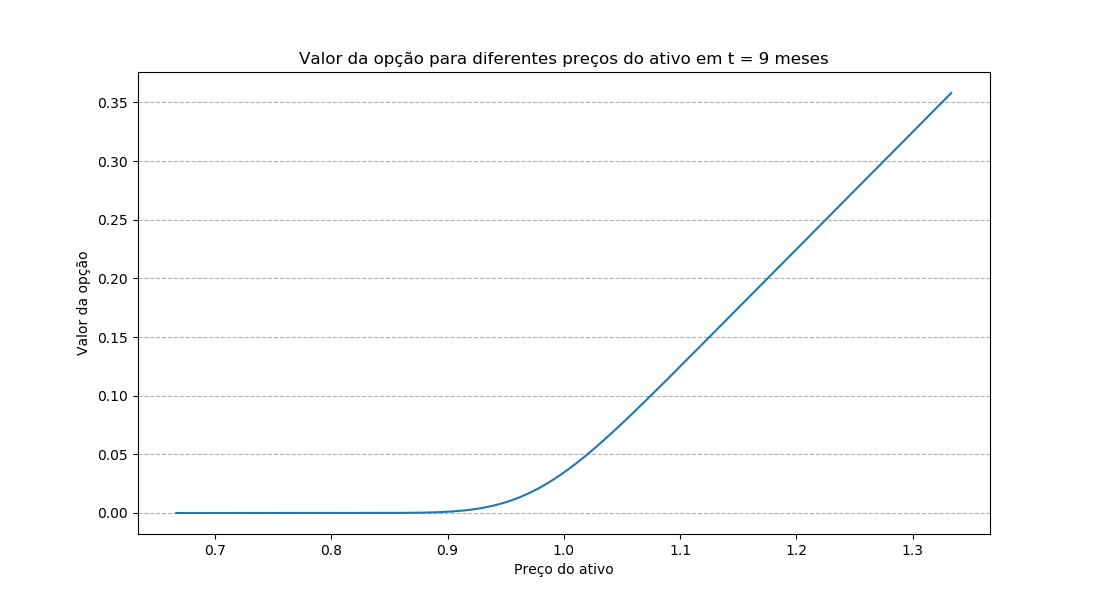 Valor da opção para diferentes preços do ativo em t = 9 meses
Valor da opção
0.35
0.30
0.25
0.20
0.15
0.10
0.05
0.00
0.7 0.8 0.9 1.0 1.1 1.2 1.3
Preço do ativo